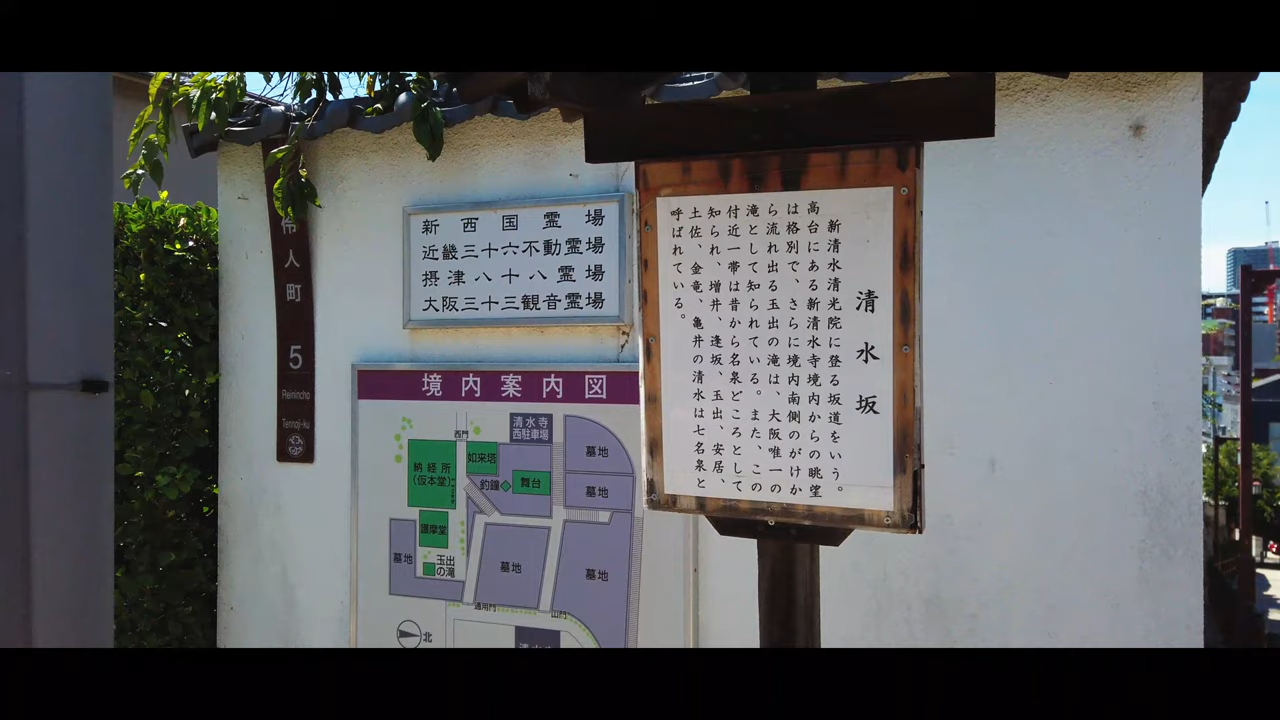 伶人町
5
Reinincho
Tennoji-ku
新西国霊場
近畿三十六不動霊場
摂津八十八霊場
大阪三十三観音霊場
境内案内図
清水寺
西駐車場
西門
墓地
納経所
(仮本堂)
如来塔
釣鐘
舞台
墓地
護摩堂
墓地
玉出
の滝
墓地
墓地
通用門
山門
北
清水坂
新清水清光院に登る坂道をいう。
高台にある新清水寺境内からの眺望
は格別で、さらに境内南側のがけか
ら流れ出る玉出の滝は、大阪唯一の
滝として知られている。また、この
付近一帯は昔から名泉どころとして
知られ、増井、逢坂、玉出、安居、
土佐、金竜、亀井の清水は七名泉と
呼ばれている。